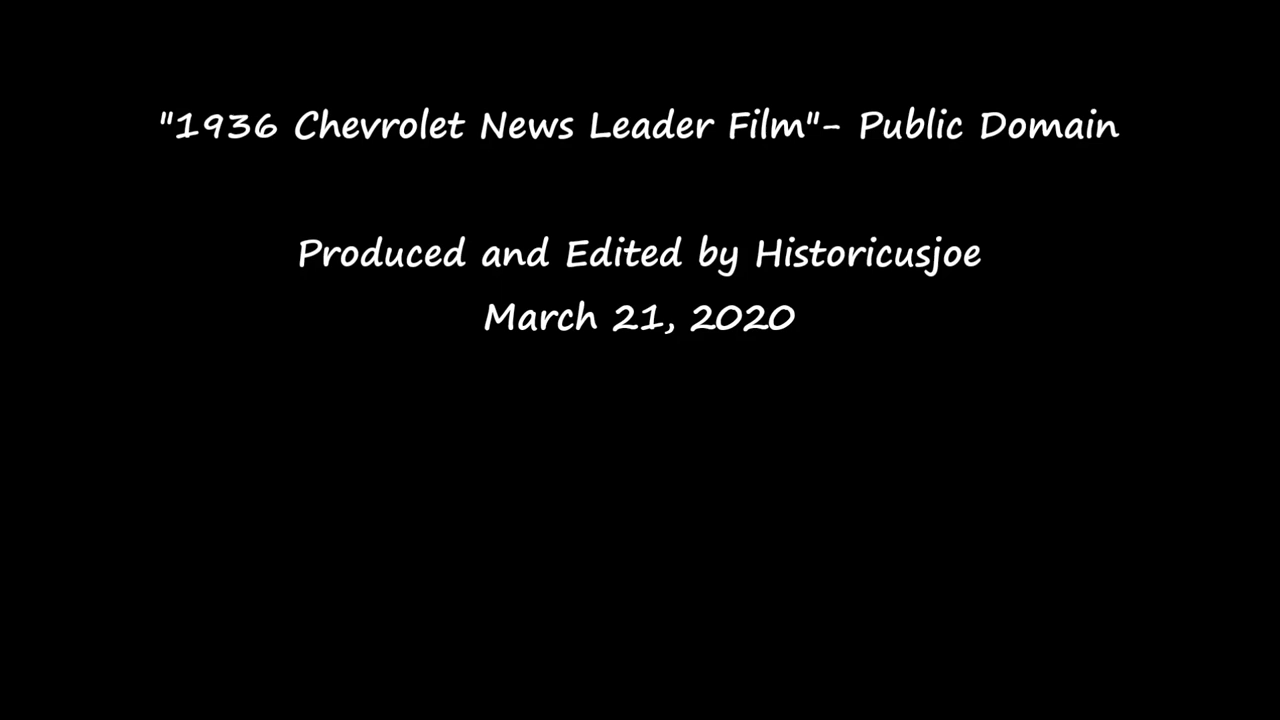 "1936 Chevrolet News Leader Film"- Public Domain
Produced and Edited by Historicusjoe
March 21, 2020